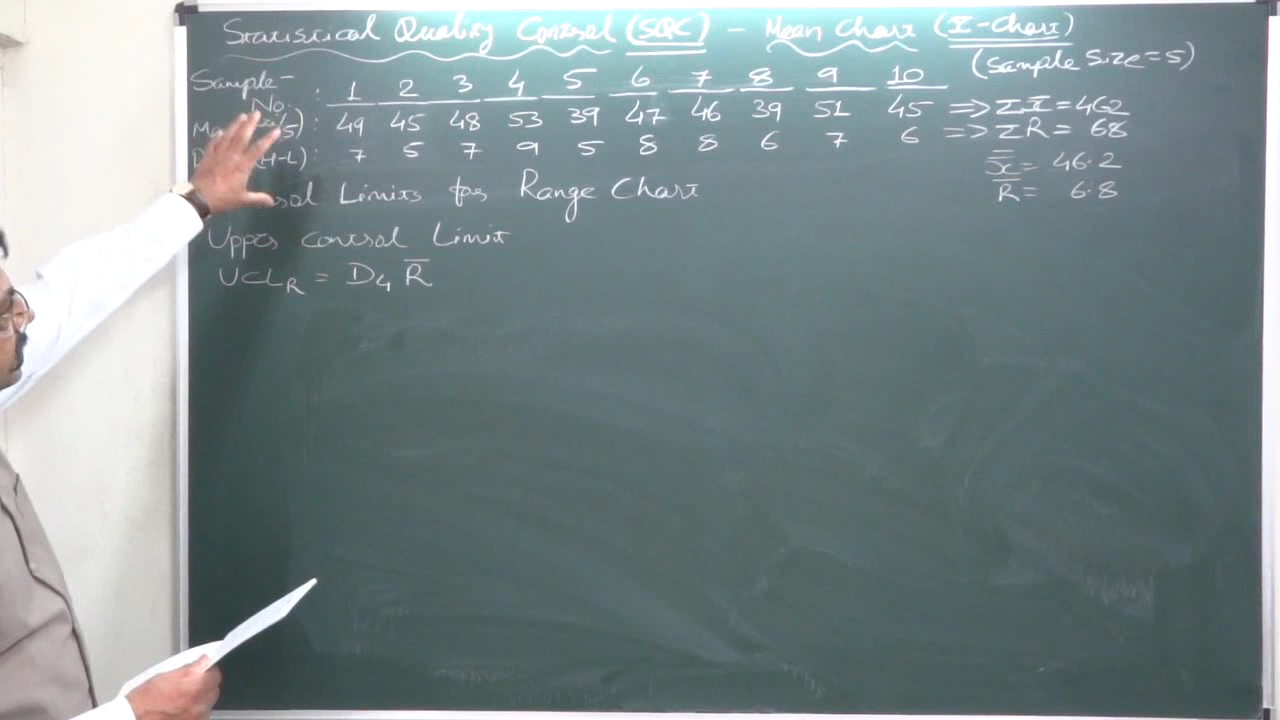 Statistical Quality Control (SQC) - Mean Chart (X̄-Chart)
(Sample Size = 5)
Sample- No. : 1 2 3 4 5 6 7 8 9 10
: 49 45 48 53 39 47 46 39 51 45 => Σx̄ = 462
: 7 5 7 9 5 8 8 6 7 6 => ΣR = 68
x̿ = 46.2
R̄ = 6.8
Limits for Range Chart
Upper Control Limit
UCL_R = D₄ R̄